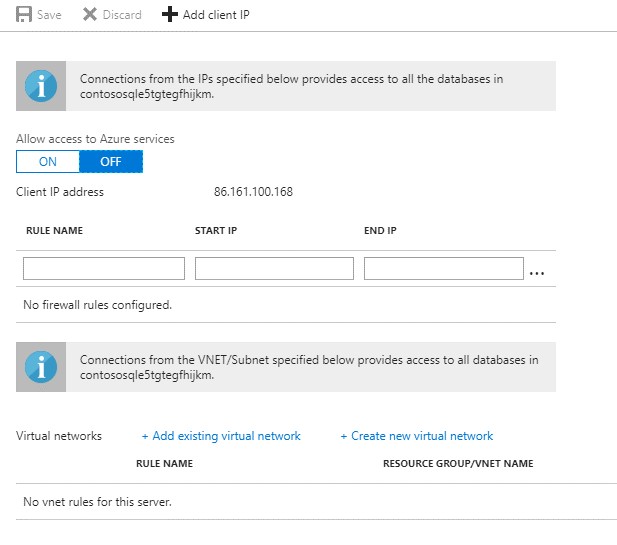 Save Discard Add client IP
Connections from the IPs specified below provides access to all the databases in
contososqle5tgtegfhijkm.
Allow access to Azure services
ON OFF
Client IP address 86.161.100.168
RULE NAME START IP END IP
...
No firewall rules configured.
Connections from the VNET/Subnet specified below provides access to all databases in
contososqle5tgtegfhijkm.
Virtual networks + Add existing virtual network + Create new virtual network
RULE NAME RESOURCE GROUP/VNET NAME
No vnet rules for this server.